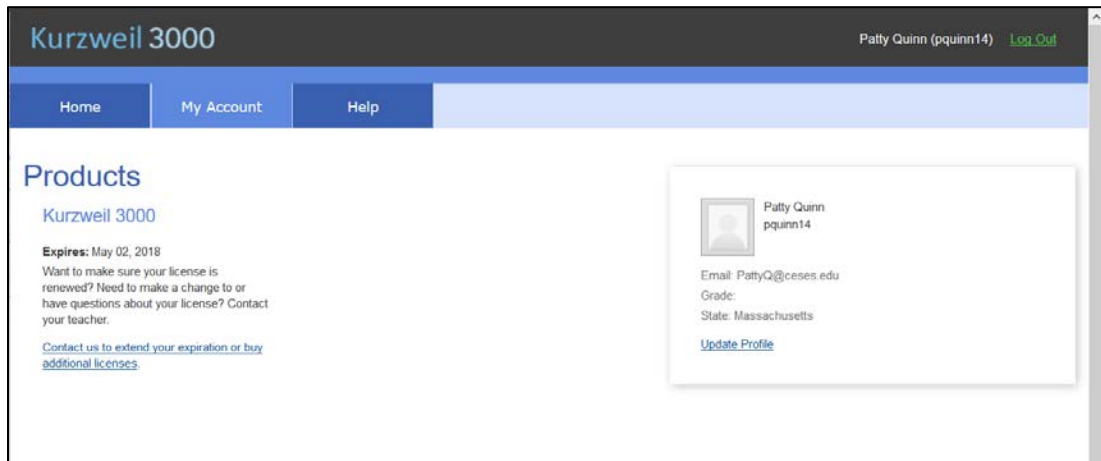 Kurzweil 3000
Patty Quinn (pquinn14) Log Out
Home My Account Help
Products
Kurzweil 3000
Expires: May 02, 2018
Want to make sure your license is
renewed? Need to make a change to or
have questions about your license? Contact
your teacher.
Contact us to extend your expiration or buy
additional licenses.
Patty Quinn
pquinn14
Email: PattyQ@ceses.edu
Grade:
State: Massachusetts
Update Profile